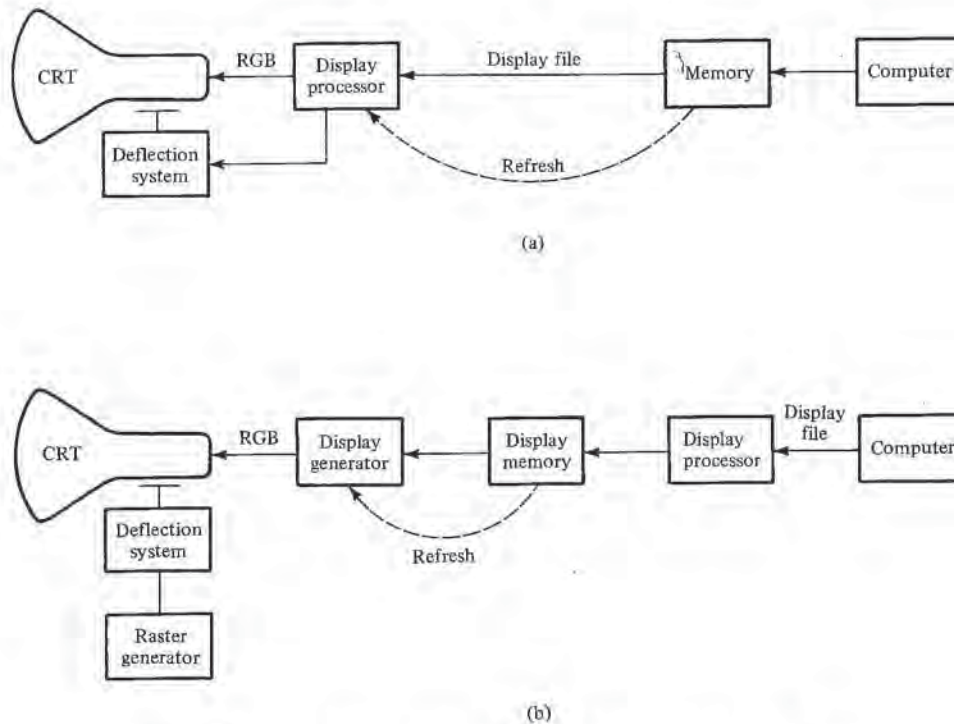 CRT
RGB
Display
processor
Display file
Memory
Computer
Deflection
system
Refresh
(a)
CRT
RGB
Display
generator
Display
memory
Display
processor
Display
file
Computer
Deflection
system
Refresh
Raster
generator
(b)